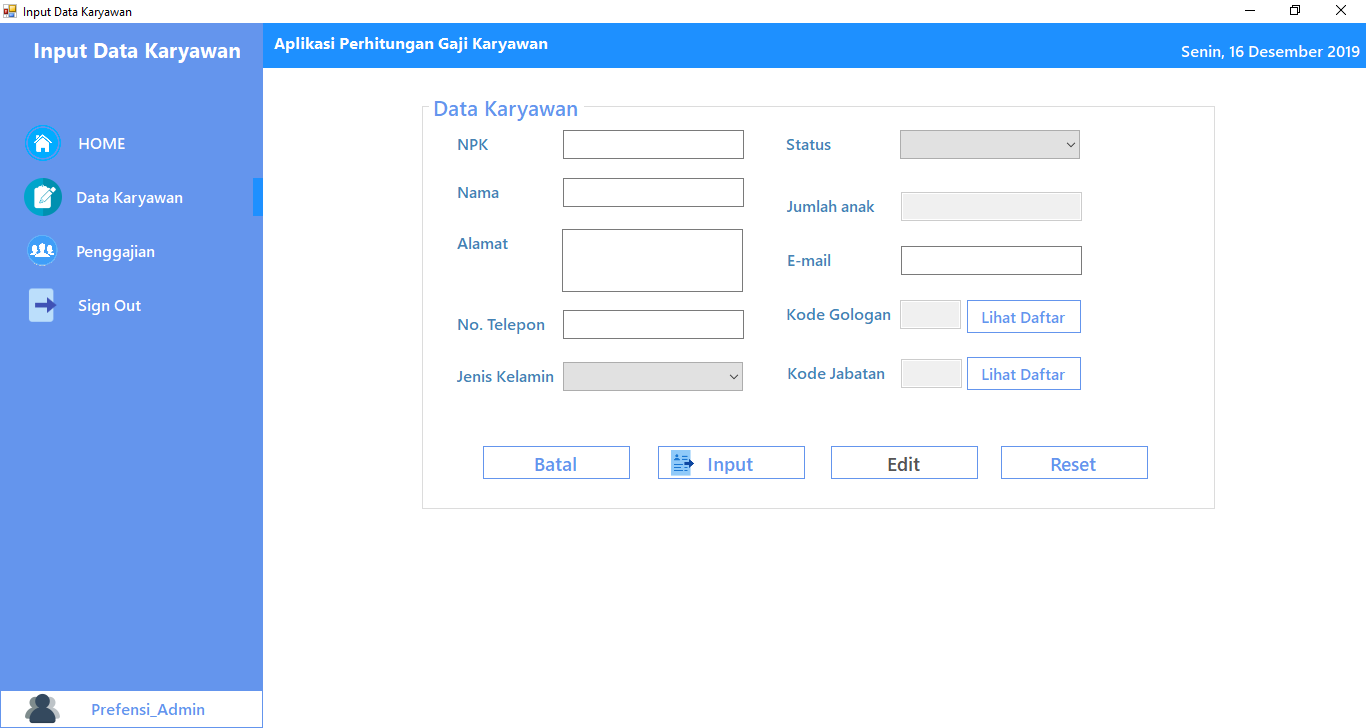 Input Data Karyawan
Input Data Karyawan
Aplikasi Perhitungan Gaji Karyawan
Senin, 16 Desember 2019
HOME
Data Karyawan
Penggajian
Sign Out
Prefensi_Admin
Data Karyawan
NPK
Nama
Alamat
No. Telepon
Jenis Kelamin
Status
Jumlah anak
E-mail
Kode Gologan
Lihat Daftar
Kode Jabatan
Lihat Daftar
Batal
Input
Edit
Reset